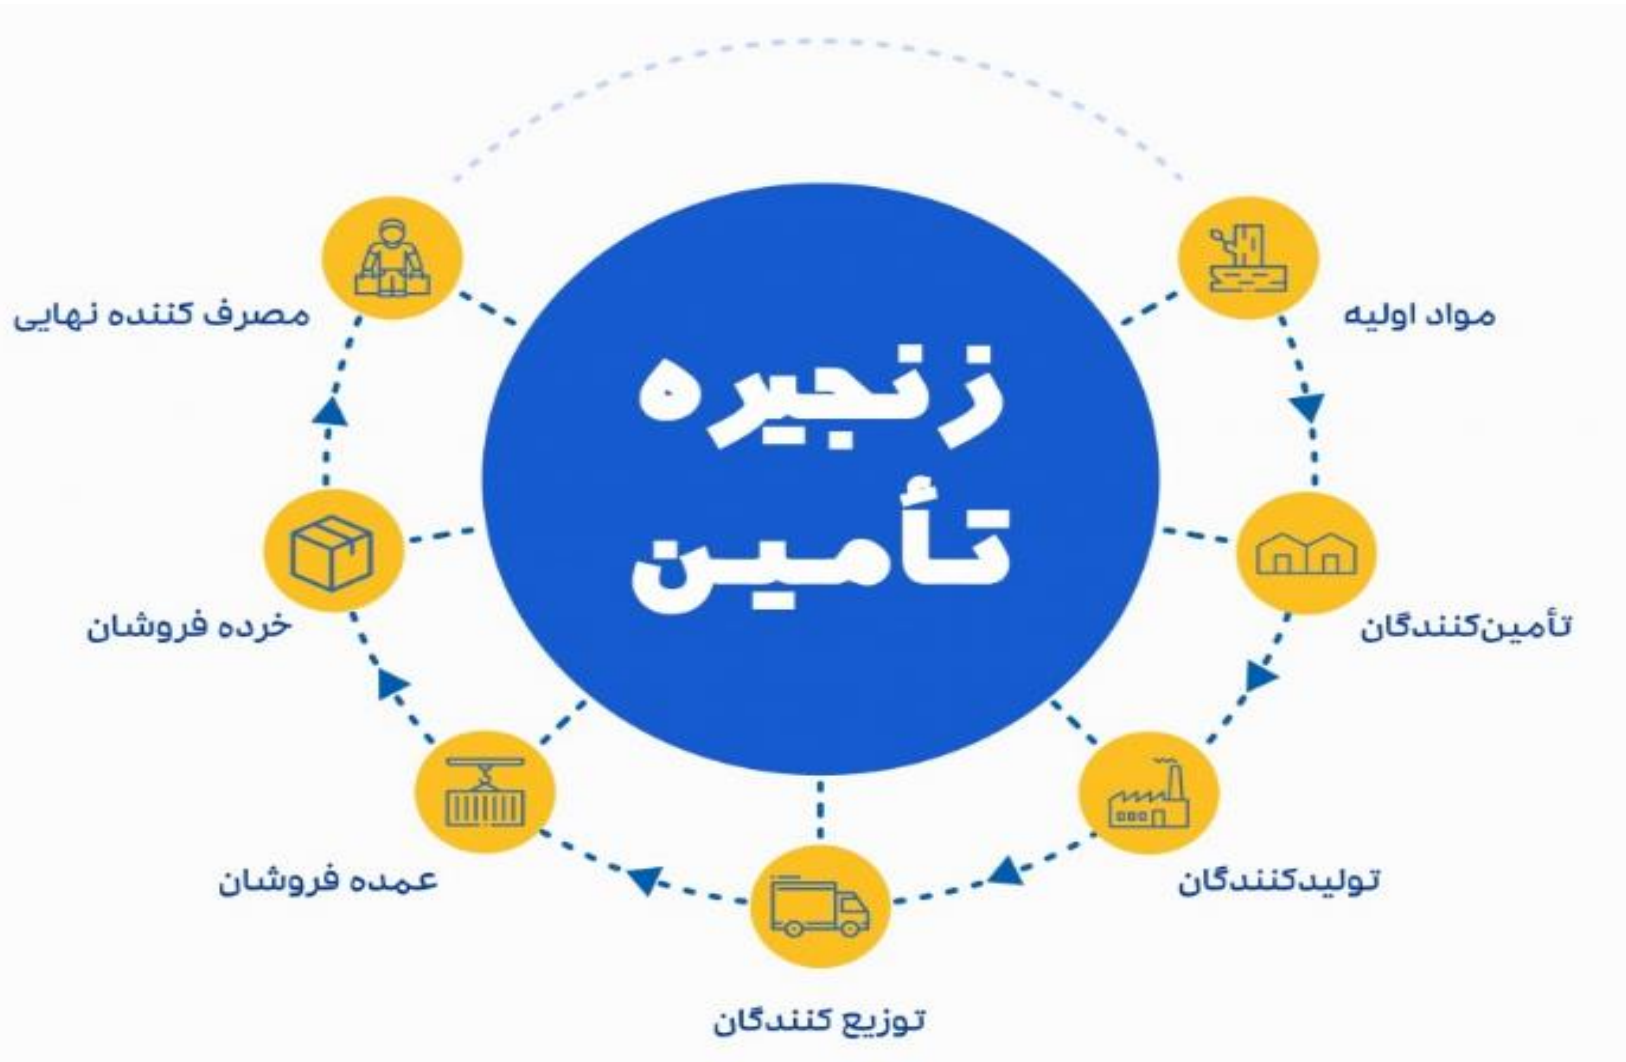 زنجیره
تأمین
مواد اولیه
تأمین‌کنندگان
تولیدکنندگان
توزیع کنندگان
عمده فروشان
خرده فروشان
مصرف کننده نهایی